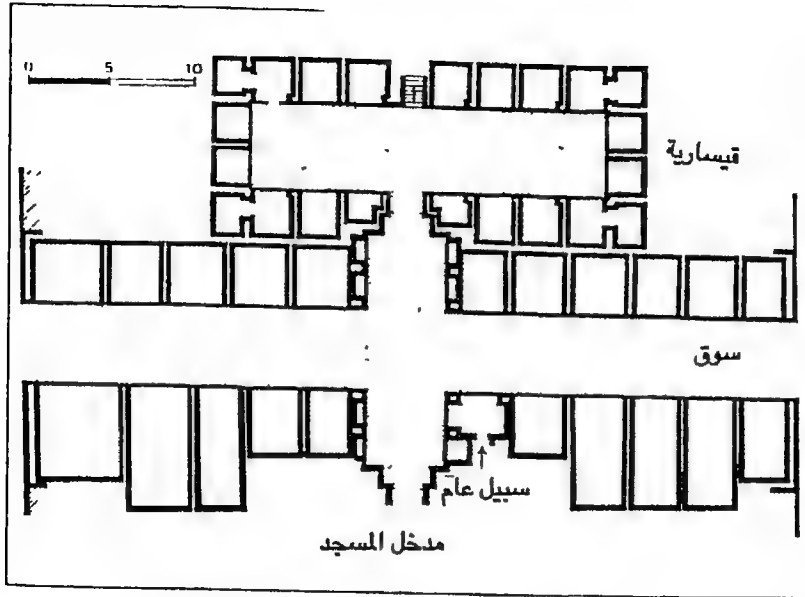 0 5 10
قيسارية
سوق
سبيل عام
مدخل المسجد